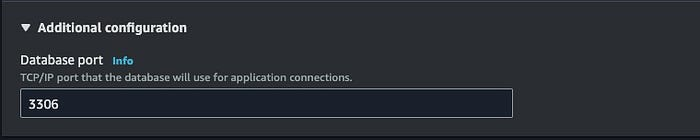 Additional configuration
Database port Info
TCP/IP port that the database will use for application connections.
3306